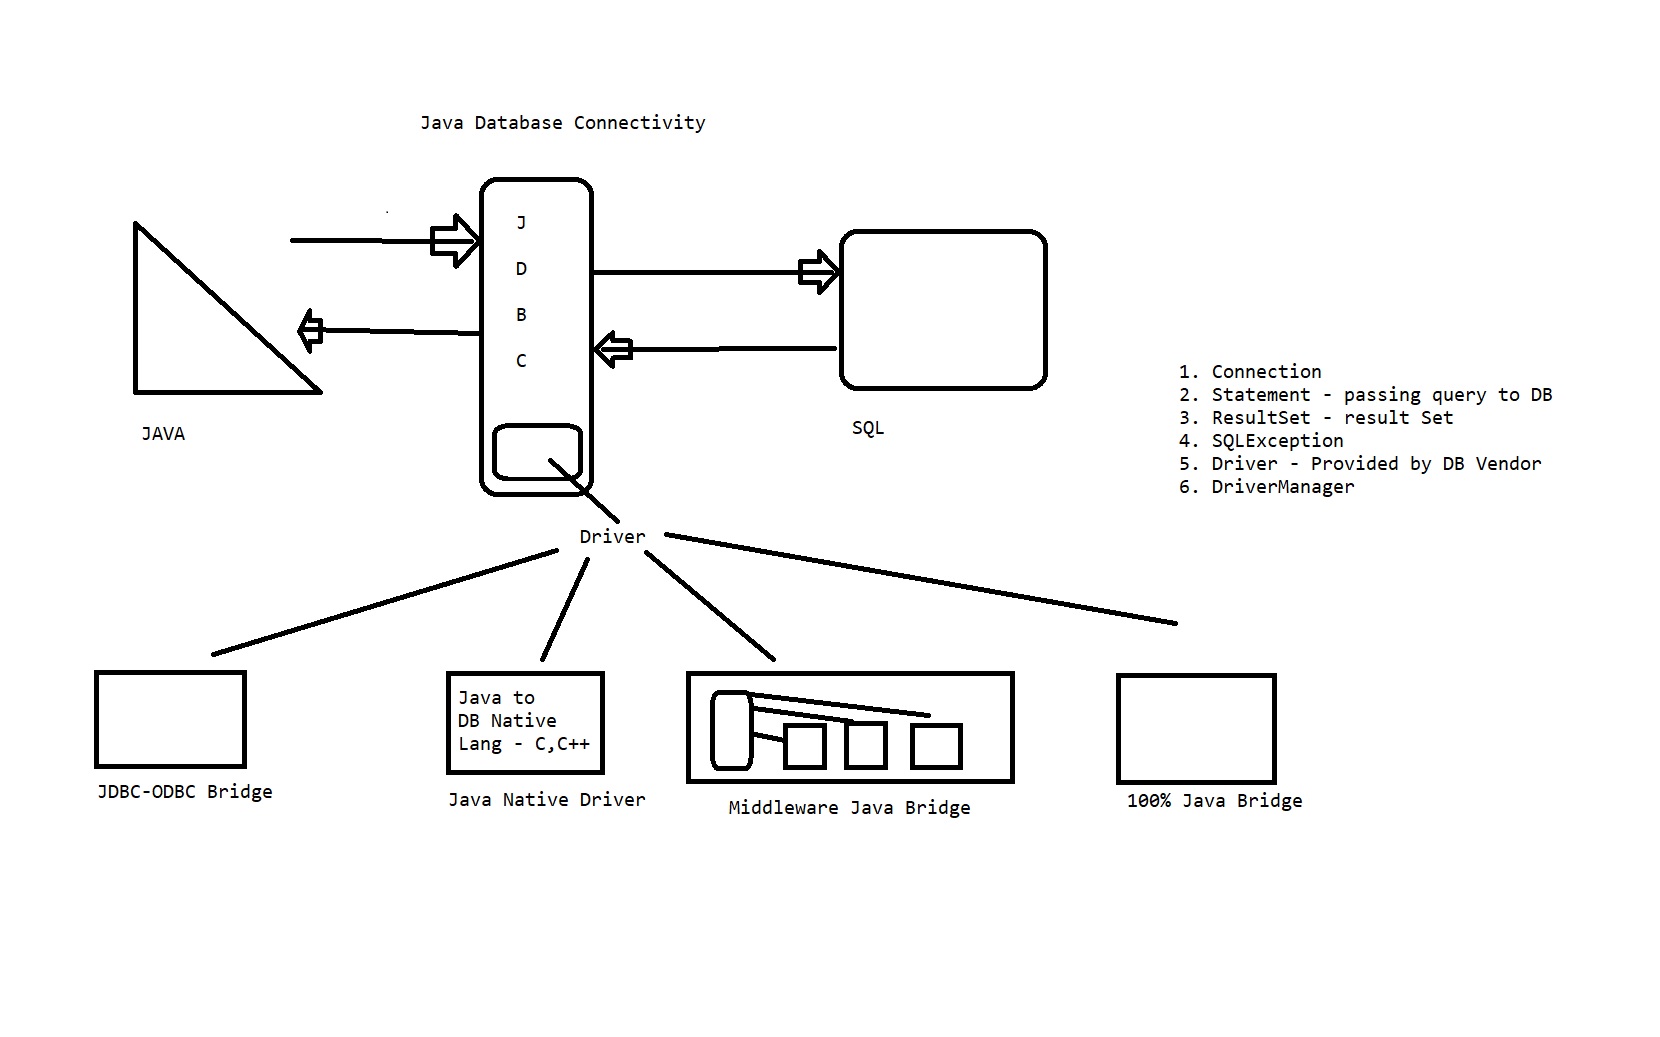 Java Database Connectivity
J
D
B
C
JAVA
SQL
1. Connection
2. Statement - passing query to DB
3. ResultSet - result Set
4. SQLException
5. Driver - Provided by DB Vendor
6. DriverManager
Driver
Java to
DB Native
Lang - C,C++
JDBC-ODBC Bridge
Java Native Driver
Middleware Java Bridge
100% Java Bridge